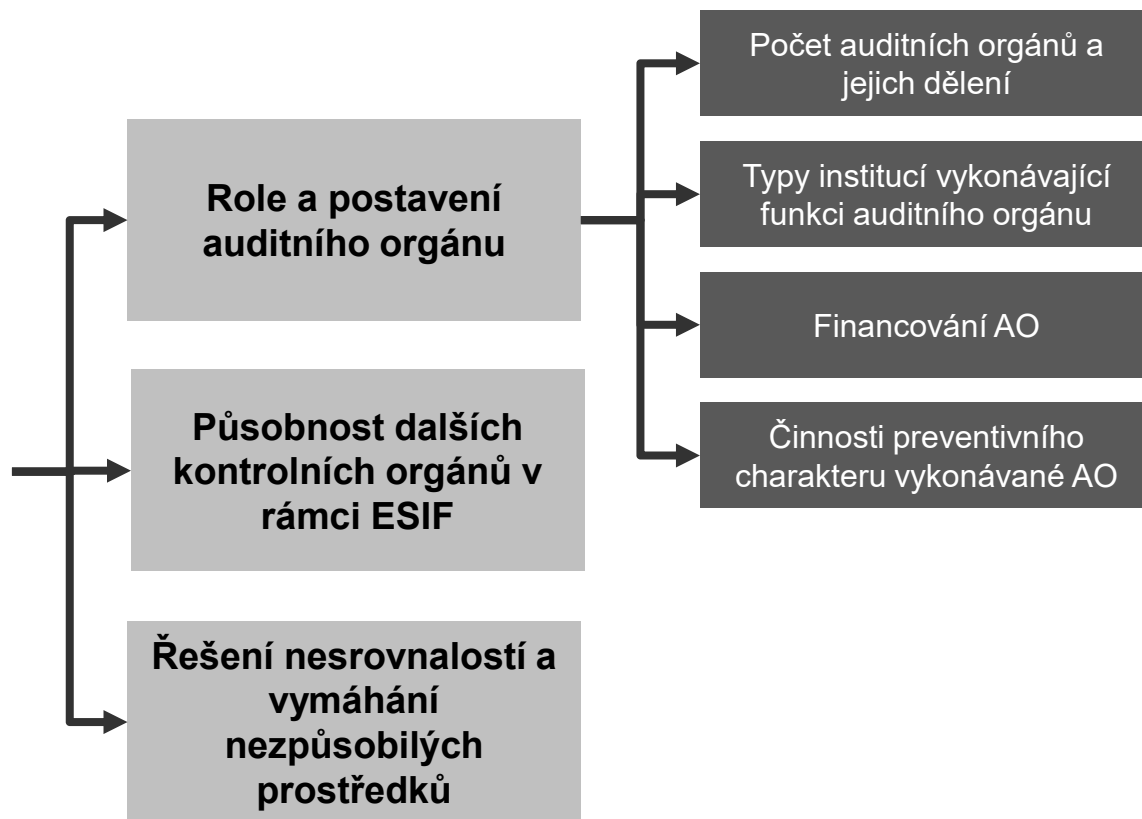 Role a postavení
auditního orgánu
Počet auditních orgánů a
jejich dělení
Typy institucí vykonávající
funkci auditního orgánu
Financování AO
Činnosti preventivního
charakteru vykonávané AO
Působnost dalších
kontrolních orgánů v
rámci ESIF
Řešení nesrovnalostí a
vymáhání
nezpůsobilých
prostředků